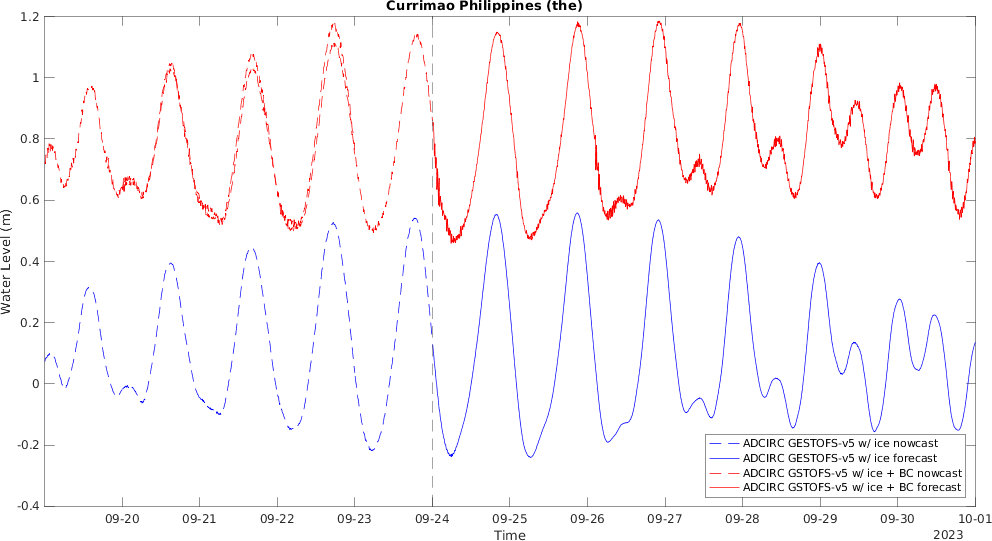 Currimao Philippines (the)
1.2
1
0.8
0.6
0.4
0.2
0
-0.2
-0.4
Water Level (m)
ADCIRC GESTOFS-v5 w/ ice nowcast
ADCIRC GESTOFS-v5 w/ ice forecast
ADCIRC GSTOFS-v5 w/ ice + BC nowcast
ADCIRC GSTOFS-v5 w/ ice + BC forecast
09-20 09-21 09-22 09-23 09-24 09-25 09-26 09-27 09-28 09-29 09-30 10-01
Time
2023